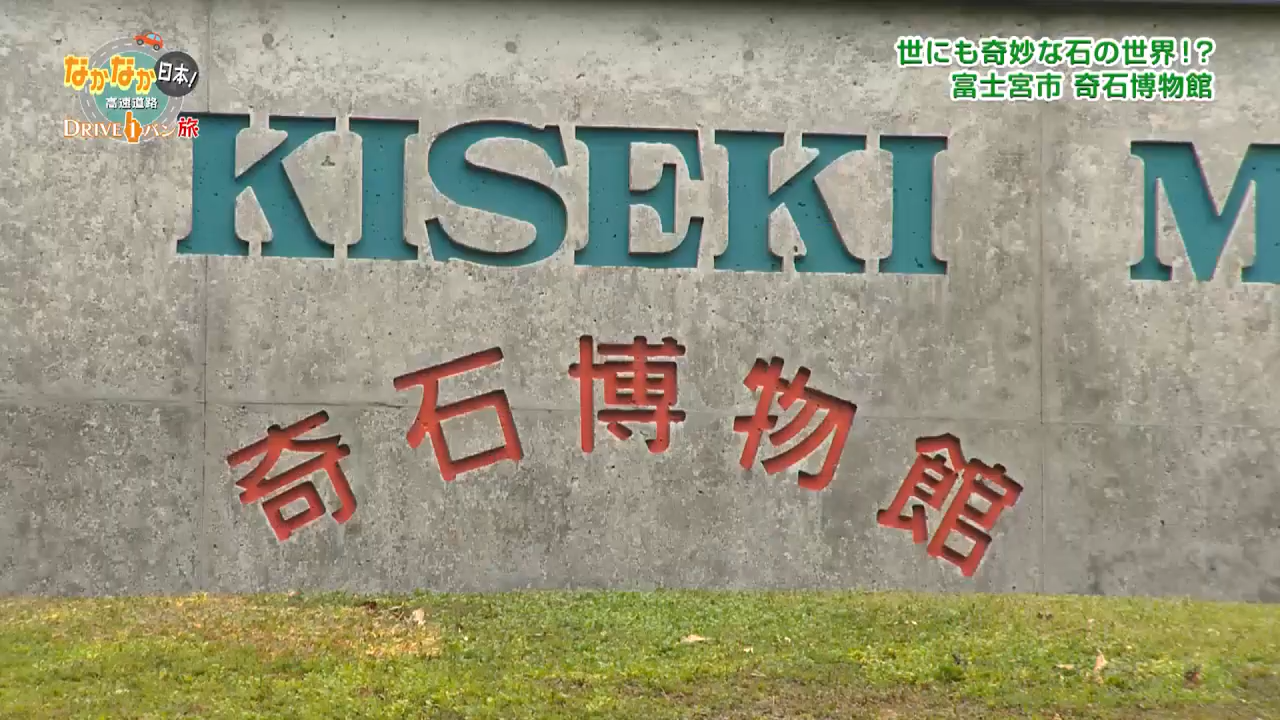 なかなか日本!
高速道路
DRIVEトバン旅
世にも奇妙な石の世界!?
富士宮市 奇石博物館
KISEKI M
奇石博物館